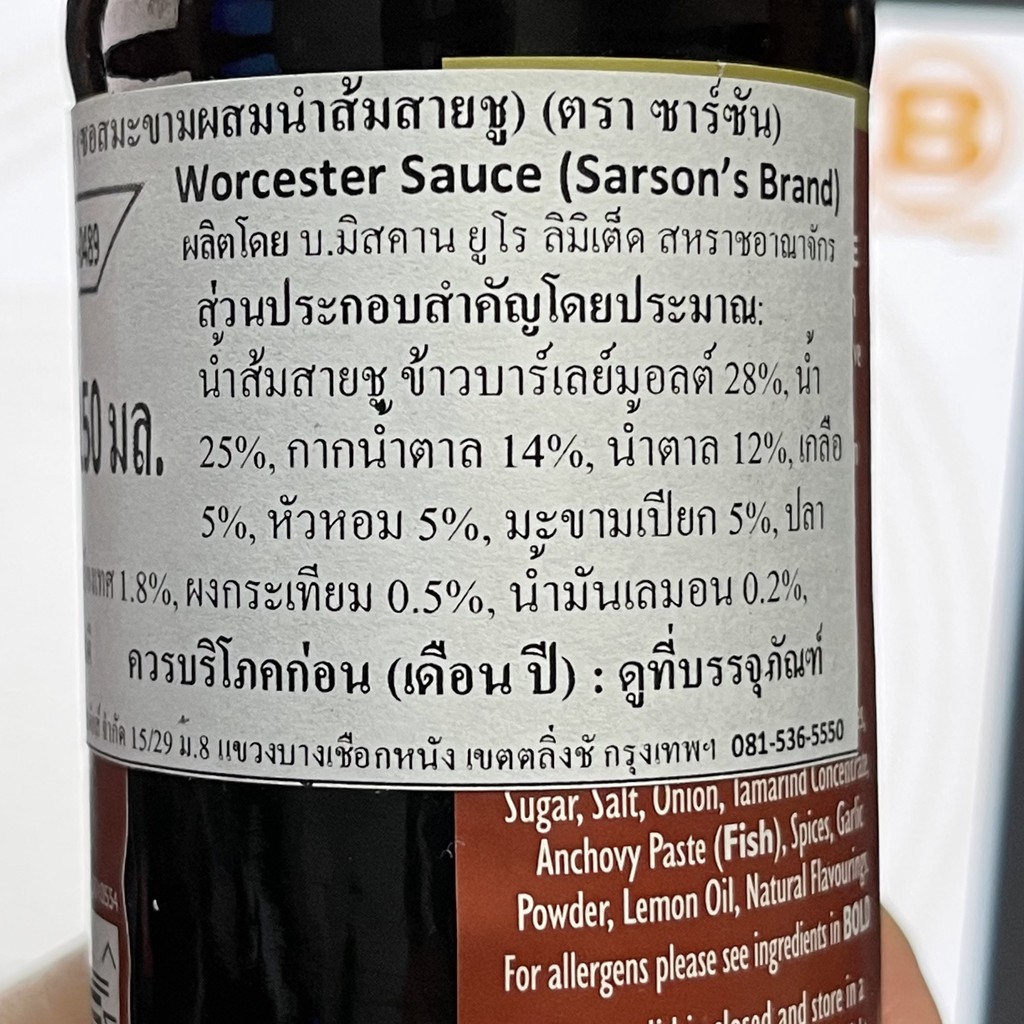 ซอสมะขามผสมน้ำส้มสายชู) (ตรา ซาร์ซัน)
Worcester Sauce (Sarson's Brand)
ผลิตโดย บ.มิสคาน ยูโร ลิมิเต็ด สหราชอาณาจักร
ส่วนประกอบสำคัญโดยประมาณ:
น้ำส้มสายชู ข้าวบาร์เลย์มอลต์ 28%, น้ำ
25%, กากน้ำตาล 14%, น้ำตาล 12%, เกลือ
50 มล.
5%, หัวหอม 5%, มะขามเปียก 5%, ปลา
1.8%, ผงกระเทียม 0.5%, น้ำมันเลมอน 0.2%,
ควรบริโภคก่อน (เดือน ปี) : ดูที่บรรจุภัณฑ์
จำกัด 15/29 ม.8 แขวงบางเชือกหนัง เขตตลิ่งชั กรุงเทพฯ 081-536-5550
Sugar, Salt, Onion, Tamarind Concentrate,
Anchovy Paste (Fish), Spices, Garlic
Powder, Lemon Oil, Natural Flavourings.
For allergens please see ingredients in BOLD
and store in a
B